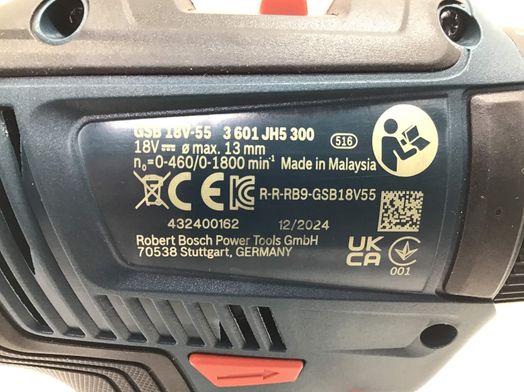 GSB 18V-55 3 601 JH5 300
18V⎓ ø max. 13 mm 516
n₀=0-460/0-1800 min⁻¹ Made in Malaysia
CE R-R-RB9-GSB18V55
432400162 12/2024
Robert Bosch Power Tools GmbH
70538 Stuttgart, GERMANY
UK
CA
001